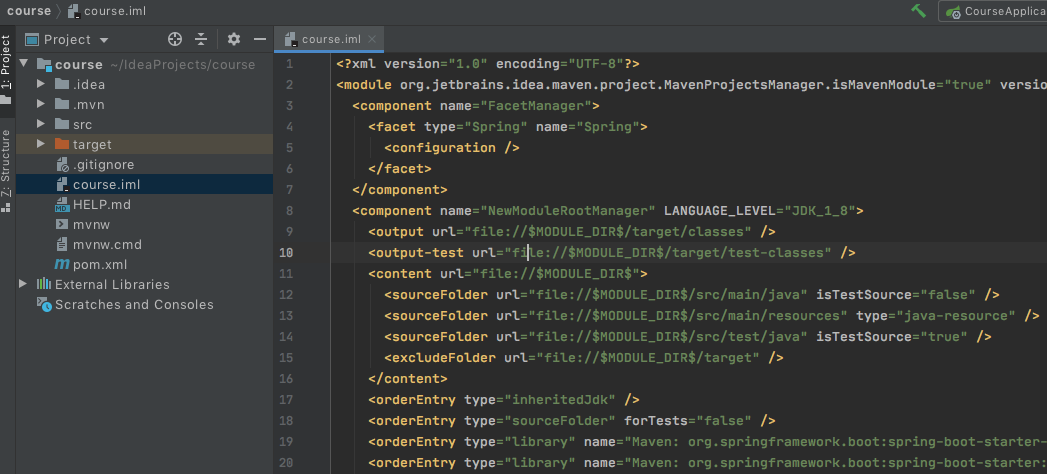 course course.iml
CourseApplica
Project
course.iml
1: Project
Z: Structure
course ~/IdeaProjects/course
.idea
.mvn
src
target
.gitignore
course.iml
HELP.md
mvnw
mvnw.cmd
pom.xml
External Libraries
Scratches and Consoles
1 <?xml version="1.0" encoding="UTF-8"?>
2 <module org.jetbrains.idea.maven.project.MavenProjectsManager.isMavenModule="true" versio
3 <component name="FacetManager">
4 <facet type="Spring" name="Spring">
5 <configuration />
6 </facet>
7 </component>
8 <component name="NewModuleRootManager" LANGUAGE_LEVEL="JDK_1_8">
9 <output url="file://$MODULE_DIR$/target/classes" />
10 <output-test url="file://$MODULE_DIR$/target/test-classes" />
11 <content url="file://$MODULE_DIR$">
12 <sourceFolder url="file://$MODULE_DIR$/src/main/java" isTestSource="false" />
13 <sourceFolder url="file://$MODULE_DIR$/src/main/resources" type="java-resource" />
14 <sourceFolder url="file://$MODULE_DIR$/src/test/java" isTestSource="true" />
15 <excludeFolder url="file://$MODULE_DIR$/target" />
16 </content>
17 <orderEntry type="inheritedJdk" />
18 <orderEntry type="sourceFolder" forTests="false" />
19 <orderEntry type="library" name="Maven: org.springframework.boot:spring-boot-starter-
20 <orderEntry type="library" name="Maven: org.springframework.boot:spring-boot-starter: